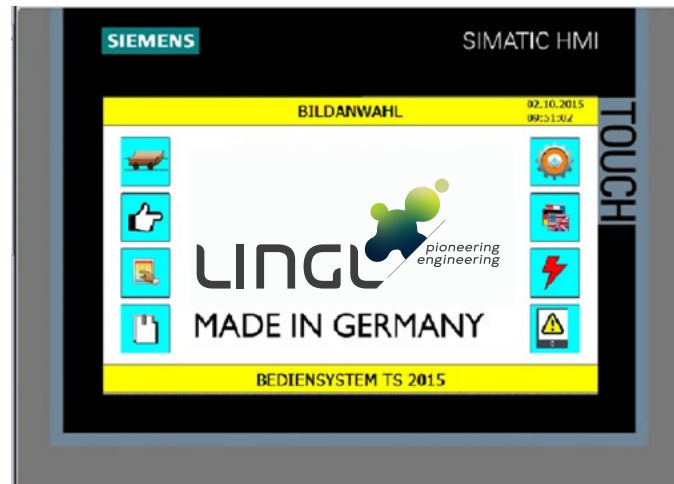 SIEMENS
SIMATIC HMI
TOUCH
BILDANWAHL
02.10.2015
09:51:02
LINGL
pioneering
engineering
MADE IN GERMANY
BEDIENSYSTEM TS 2015